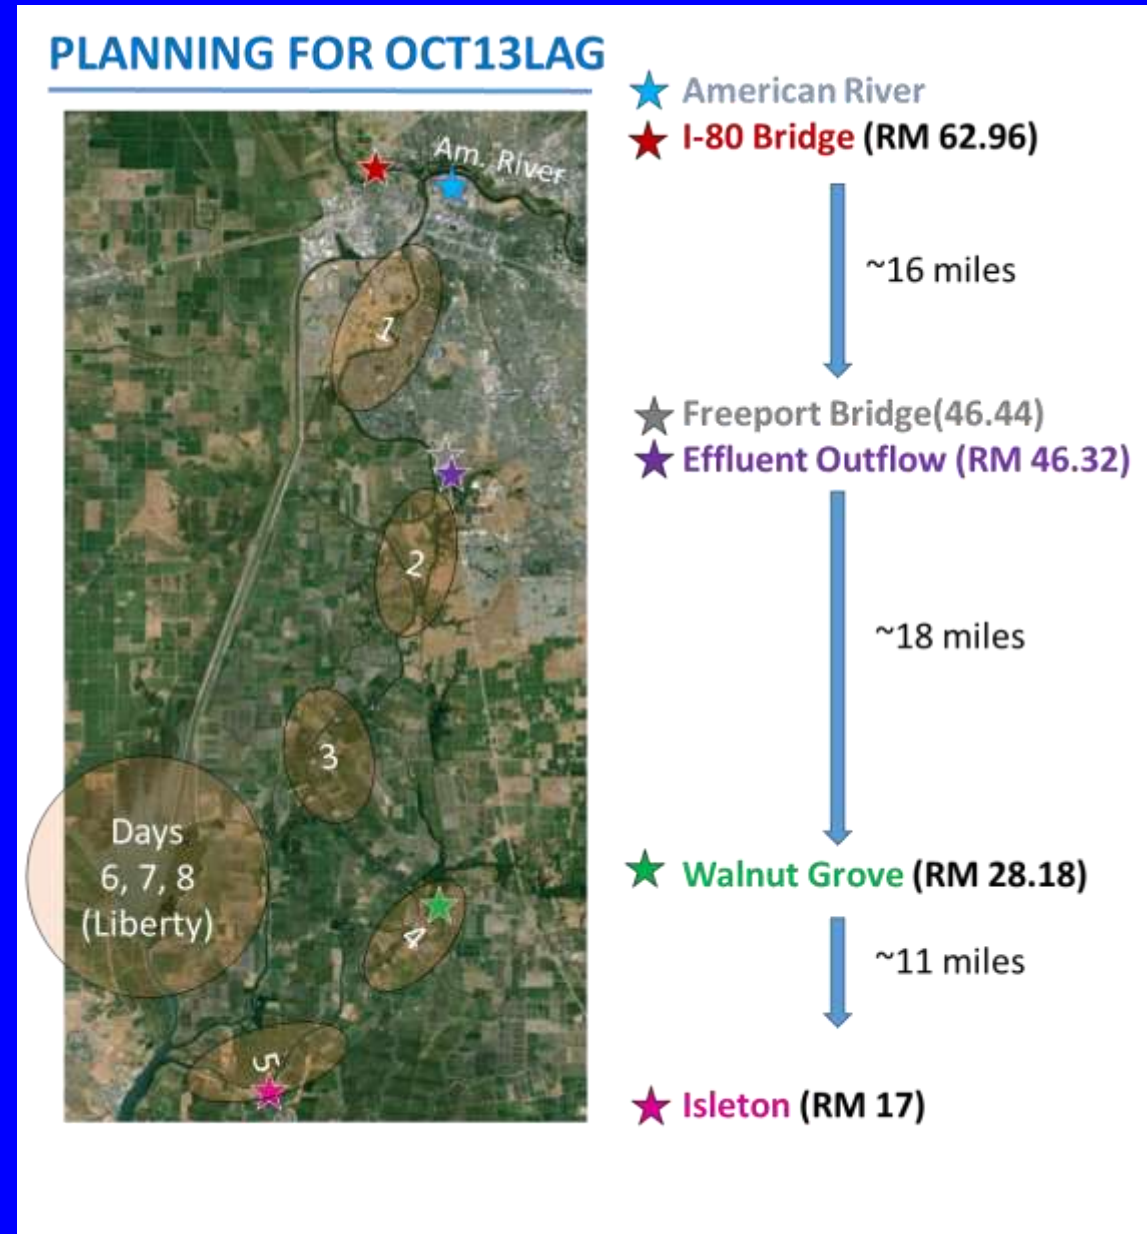 PLANNING FOR OCT13LAG
American River
I-80 Bridge (RM 62.96)
Am. River
~16 miles
1
Freeport Bridge(46.44)
Effluent Outflow (RM 46.32)
2
~18 miles
3
Days
6, 7, 8
(Liberty)
Walnut Grove (RM 28.18)
4
~11 miles
5
Isleton (RM 17)